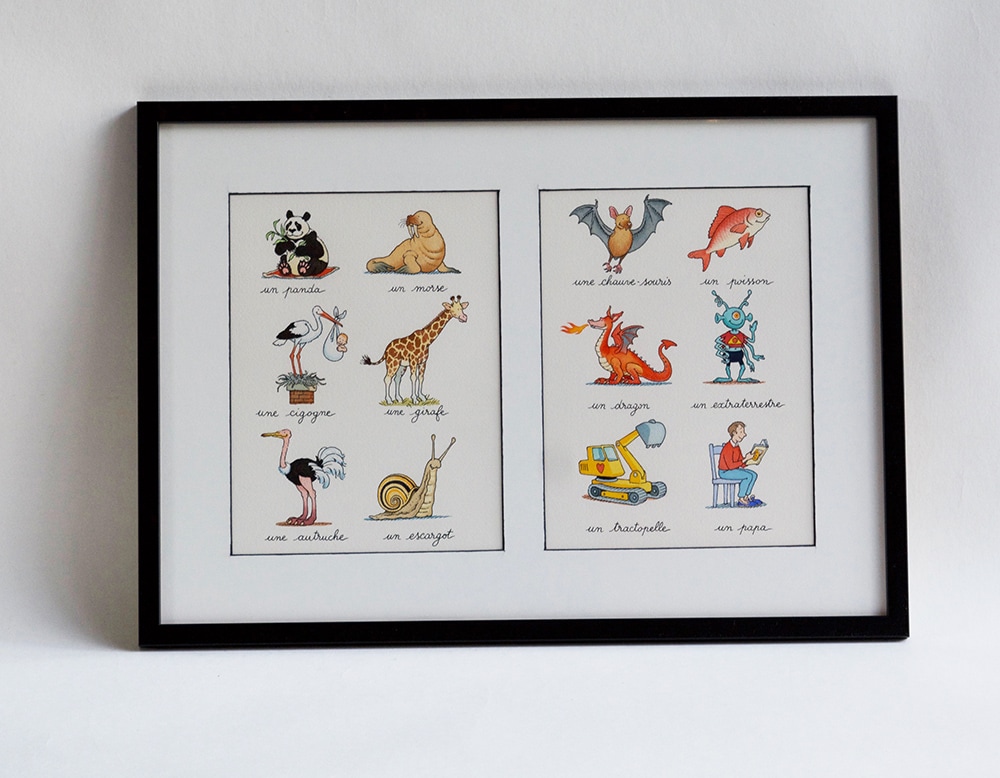 un panda
un morse
une cigogne
une girafe
une autruche
un escargot
une chauve-souris
un poisson
un dragon
un extraterrestre
un tractopelle
un papa